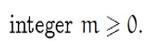 integer m ⩾ 0.